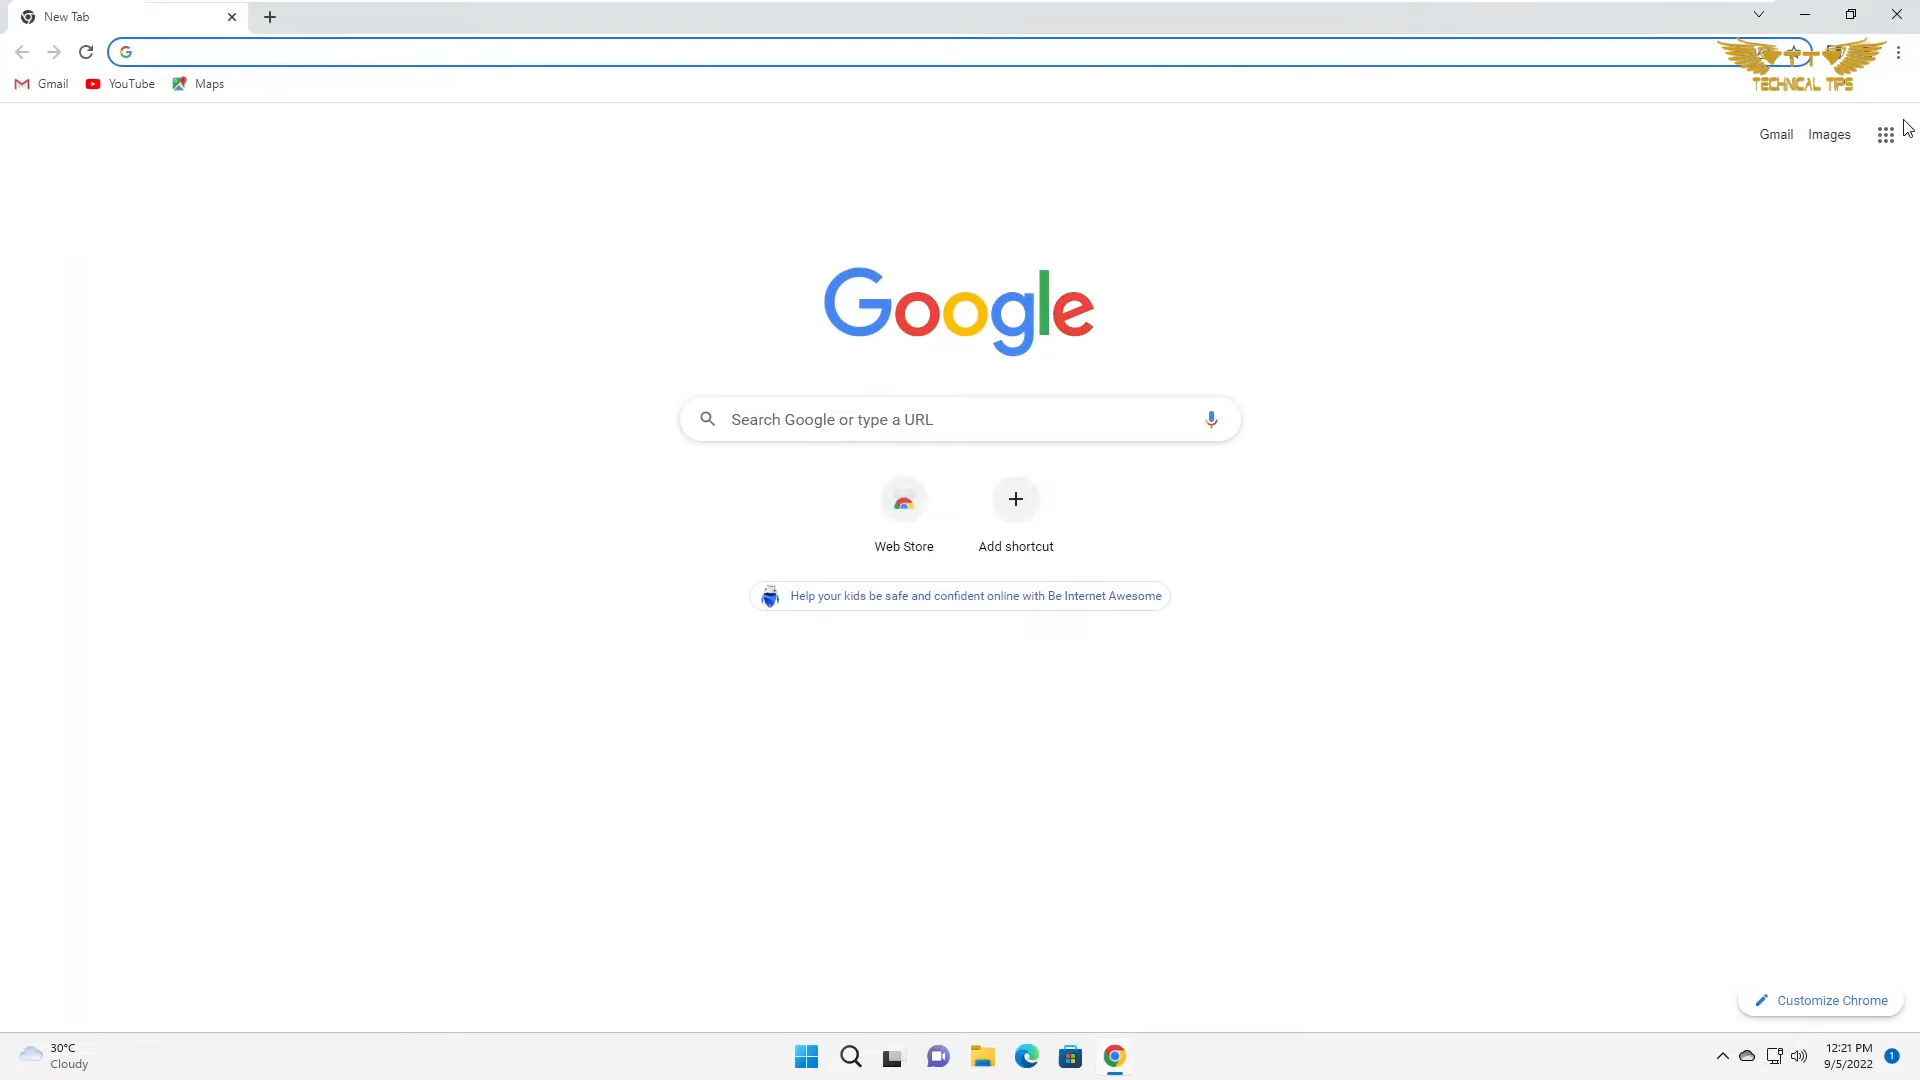 New Tab
Gmail YouTube Maps
TECHNICAL TIPS
Gmail Images
Google
Search Google or type a URL
Web Store Add shortcut
Help your kids be safe and confident online with Be Internet Awesome
Customize Chrome
30°C
Cloudy
12:21 PM
9/5/2022
1